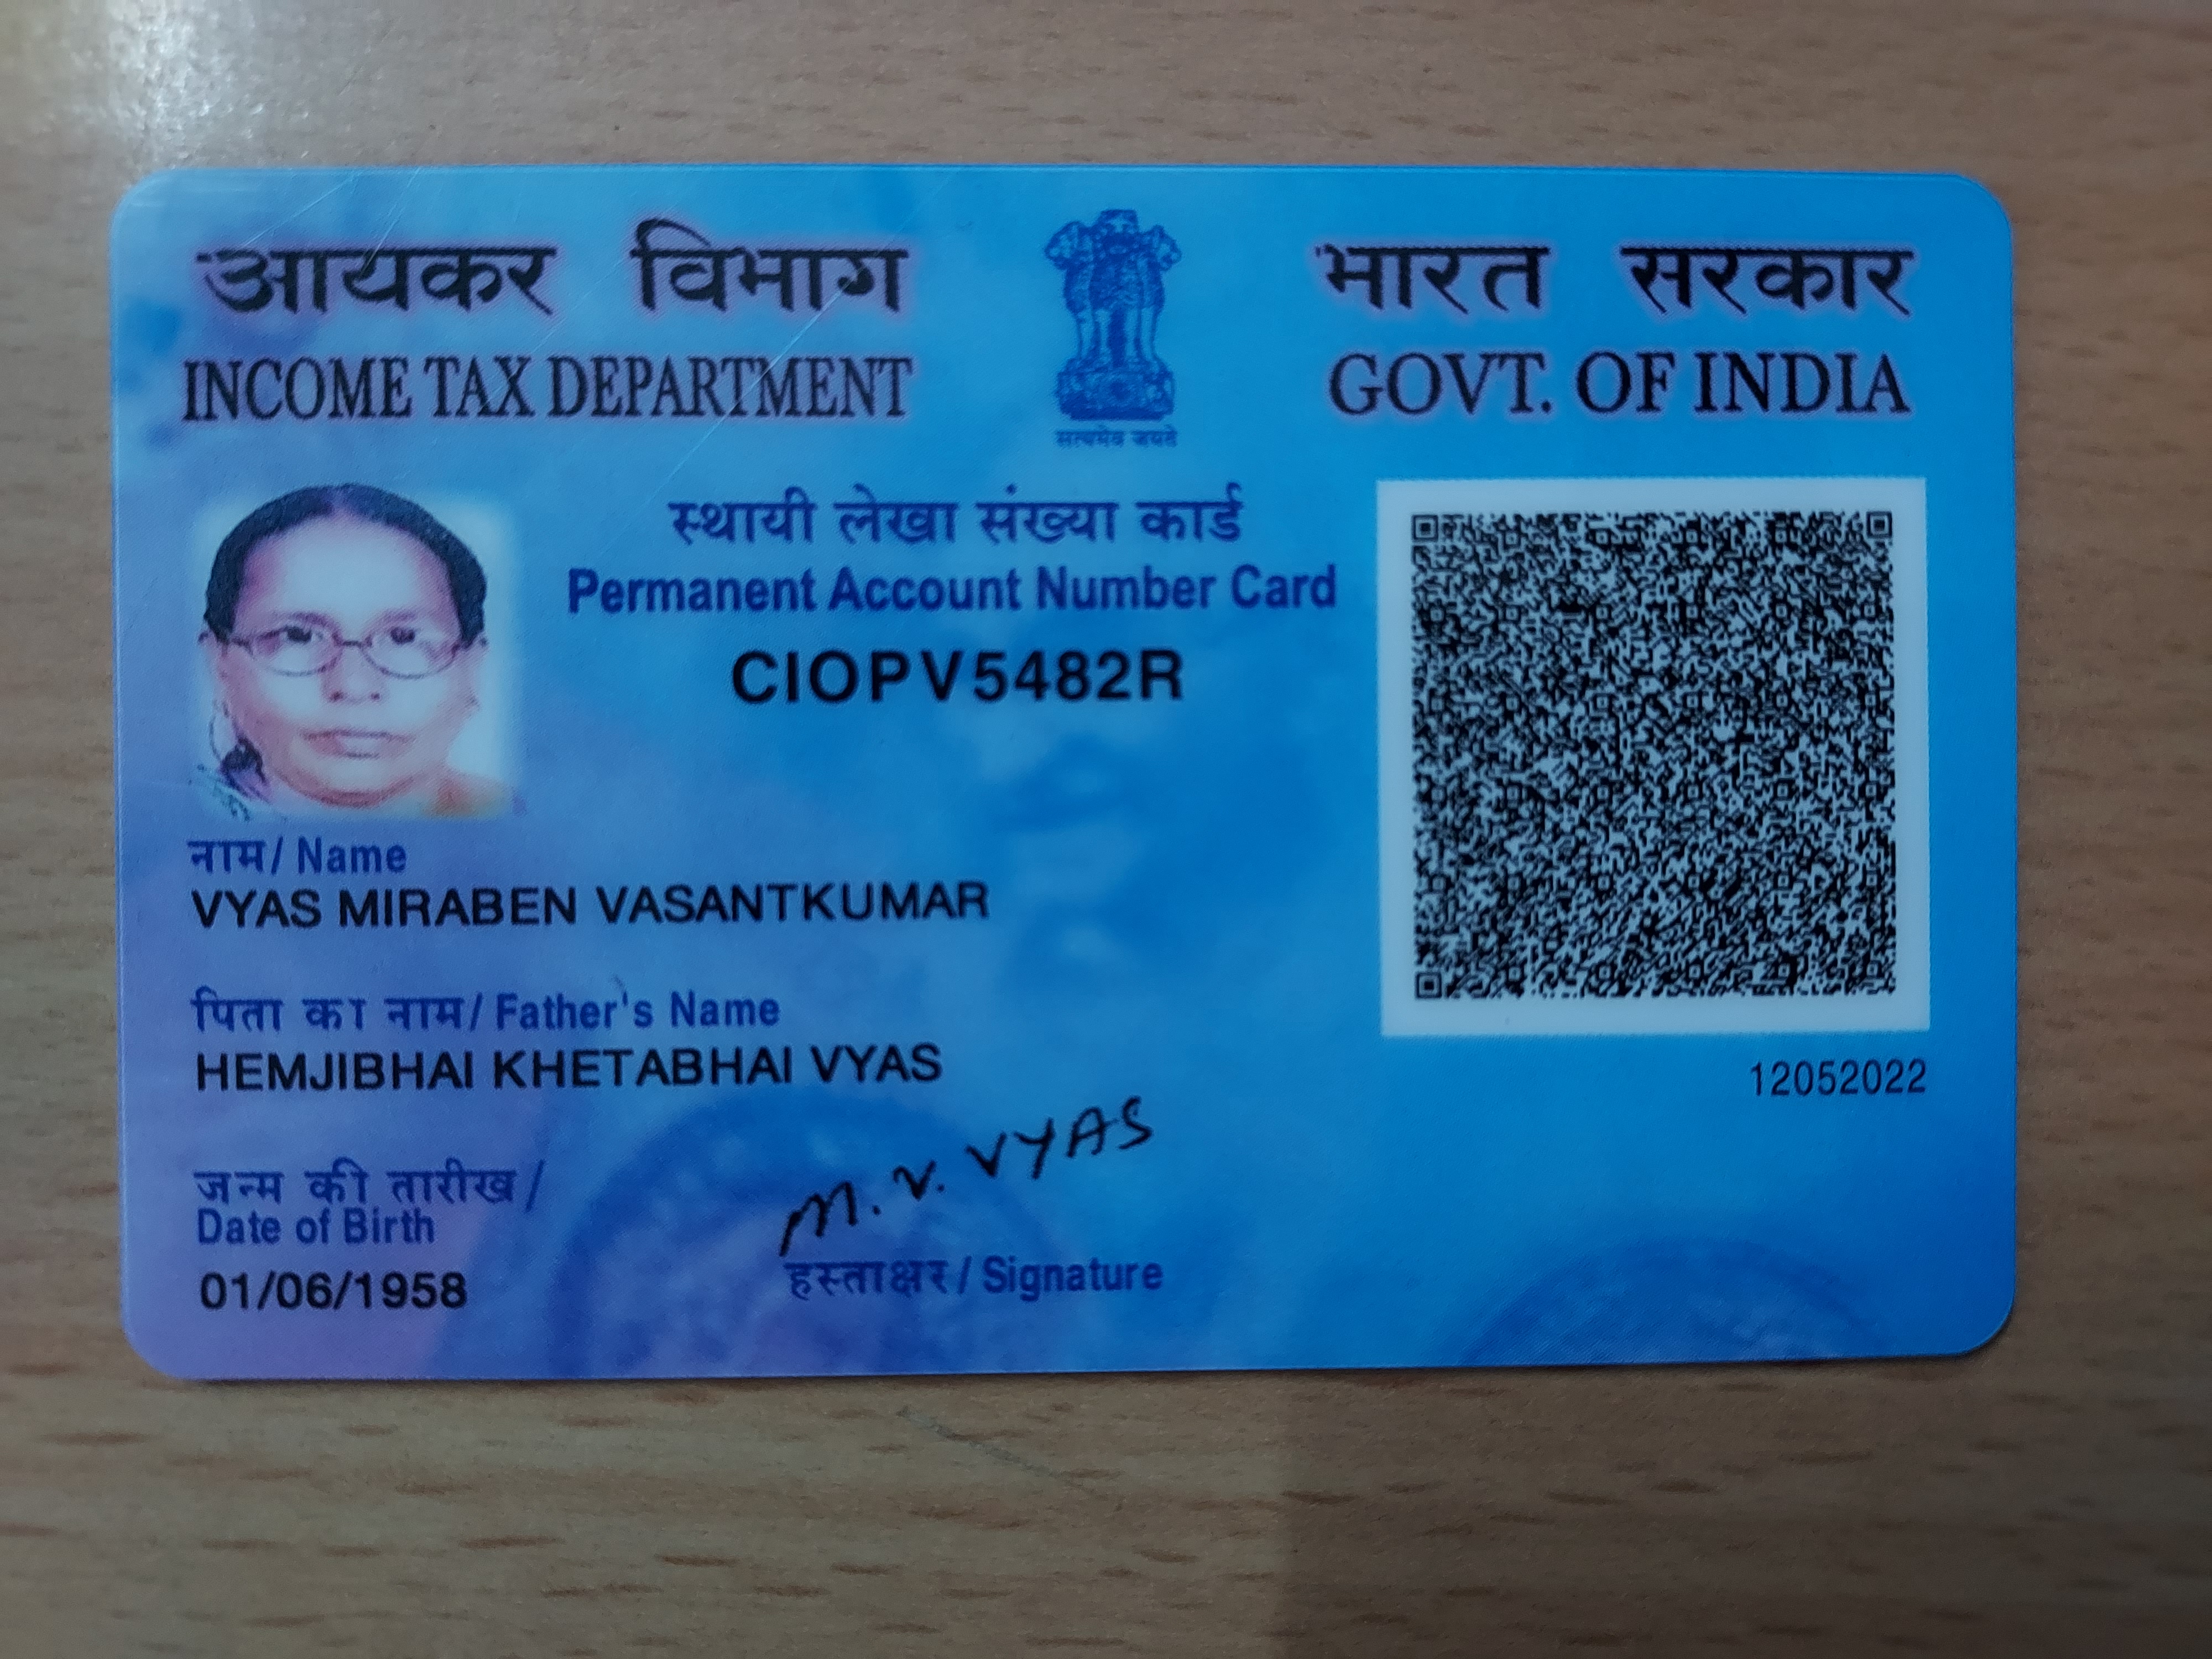 आयकर विभाग
INCOME TAX DEPARTMENT
सत्यमेव जयते
भारत सरकार
GOVT. OF INDIA
स्थायी लेखा संख्या कार्ड
Permanent Account Number Card
CIOPV5482R
नाम/ Name
VYAS MIRABEN VASANTKUMAR
पिता का नाम/ Father's Name
HEMJIBHAI KHETABHAI VYAS
12052022
जन्म की तारीख/
Date of Birth
01/06/1958
M. V. VYAS
हस्ताक्षर/ Signature